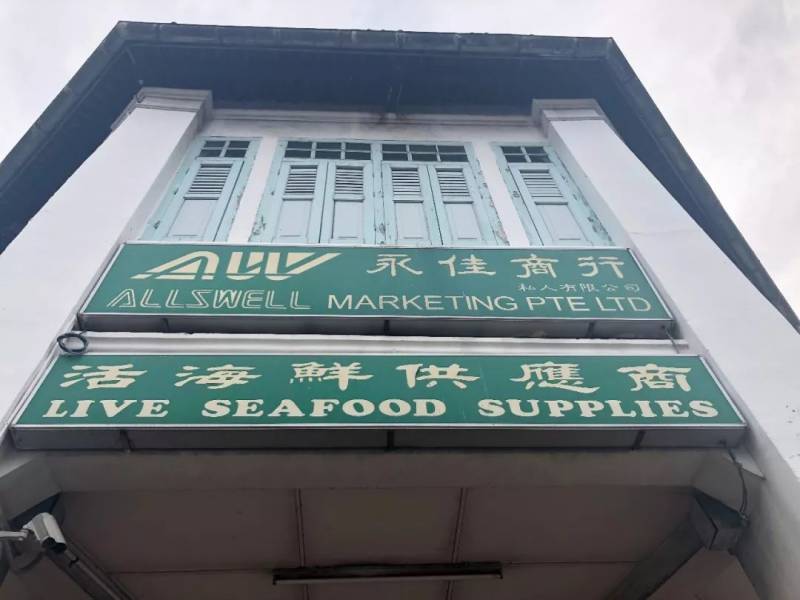 AW 永佳商行
私人有限公司
ALLSWELL MARKETING PTE LTD
活海鮮供應商
LIVE SEAFOOD SUPPLIES